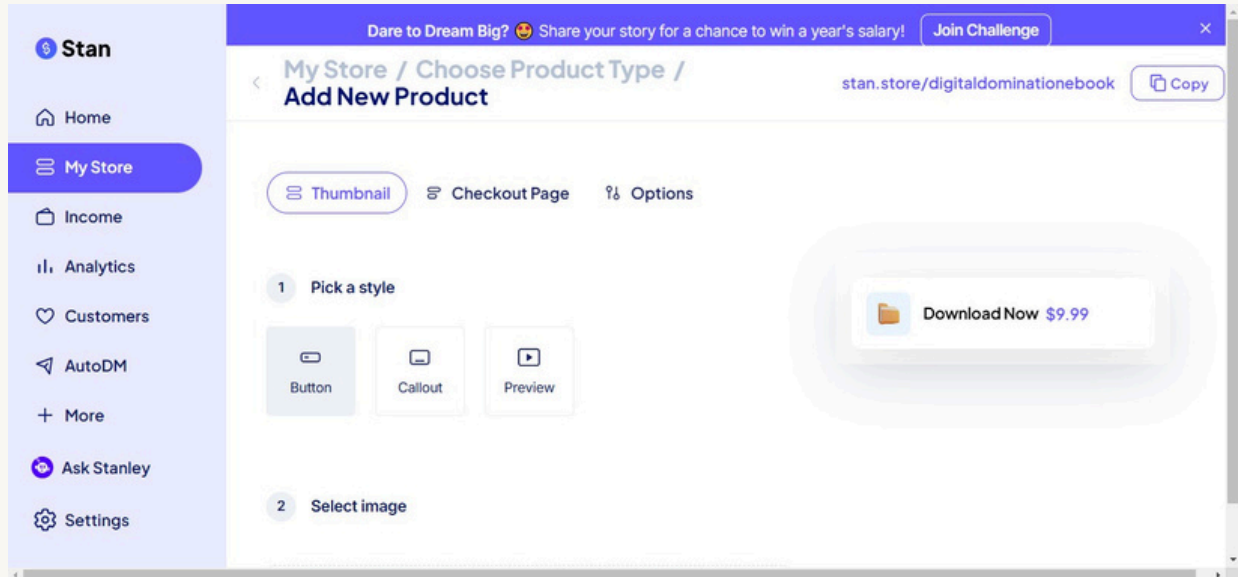 Stan
Home
My Store
Income
Analytics
Customers
AutoDM
More
Ask Stanley
Settings
Dare to Dream Big? 🤩 Share your story for a chance to win a year's salary! Join Challenge
My Store / Choose Product Type /
Add New Product
stan.store/digitaldominationebook Copy
Thumbnail Checkout Page Options
1 Pick a style
Button Callout Preview
Download Now $9.99
2 Select image